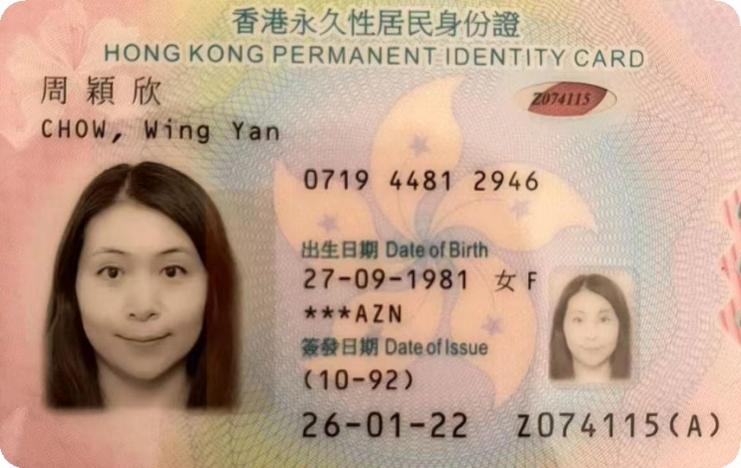 香港永久性居民身份證
HONG KONG PERMANENT IDENTITY CARD
周穎欣
CHOW, Wing Yan
Z074115
0719 4481 2946
出生日期 Date of Birth
27-09-1981 女 F
***AZN
簽發日期 Date of Issue
(10-92)
26-01-22 Z074115(A)